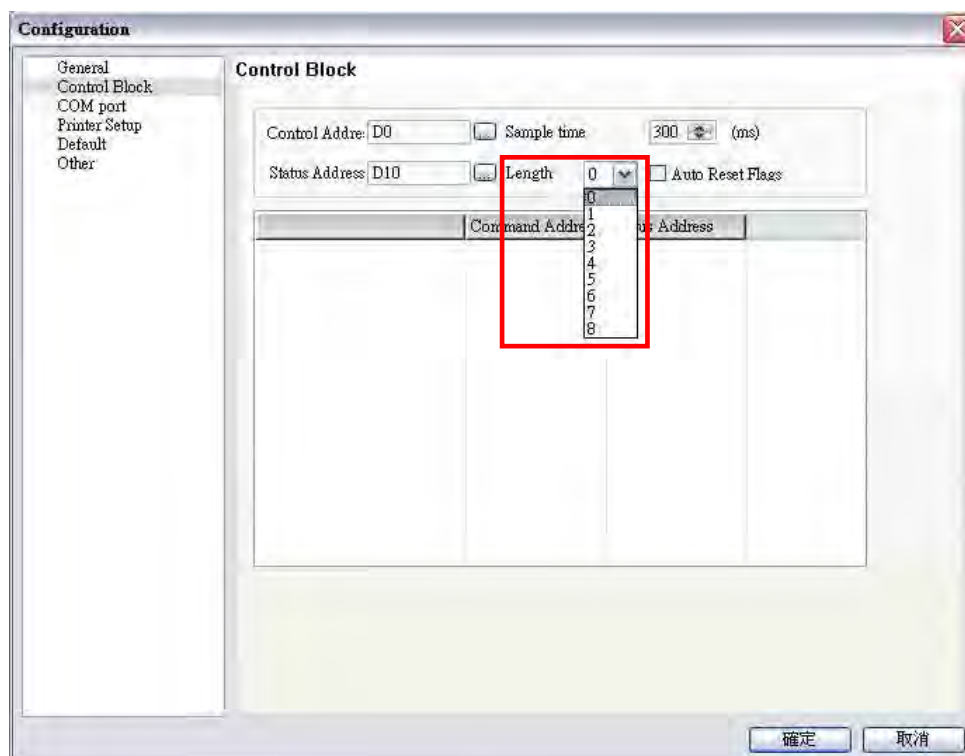 Configuration
General
Control Block
COM port
Printer Setup
Default
Other
Control Block
Control Addre: D0 ... Sample time 300 (ms)
Status Address D10 ... Length 0 Auto Reset Flags
0
1
2
3
4
5
6
7
8
Command Addre us Address
確定 取消